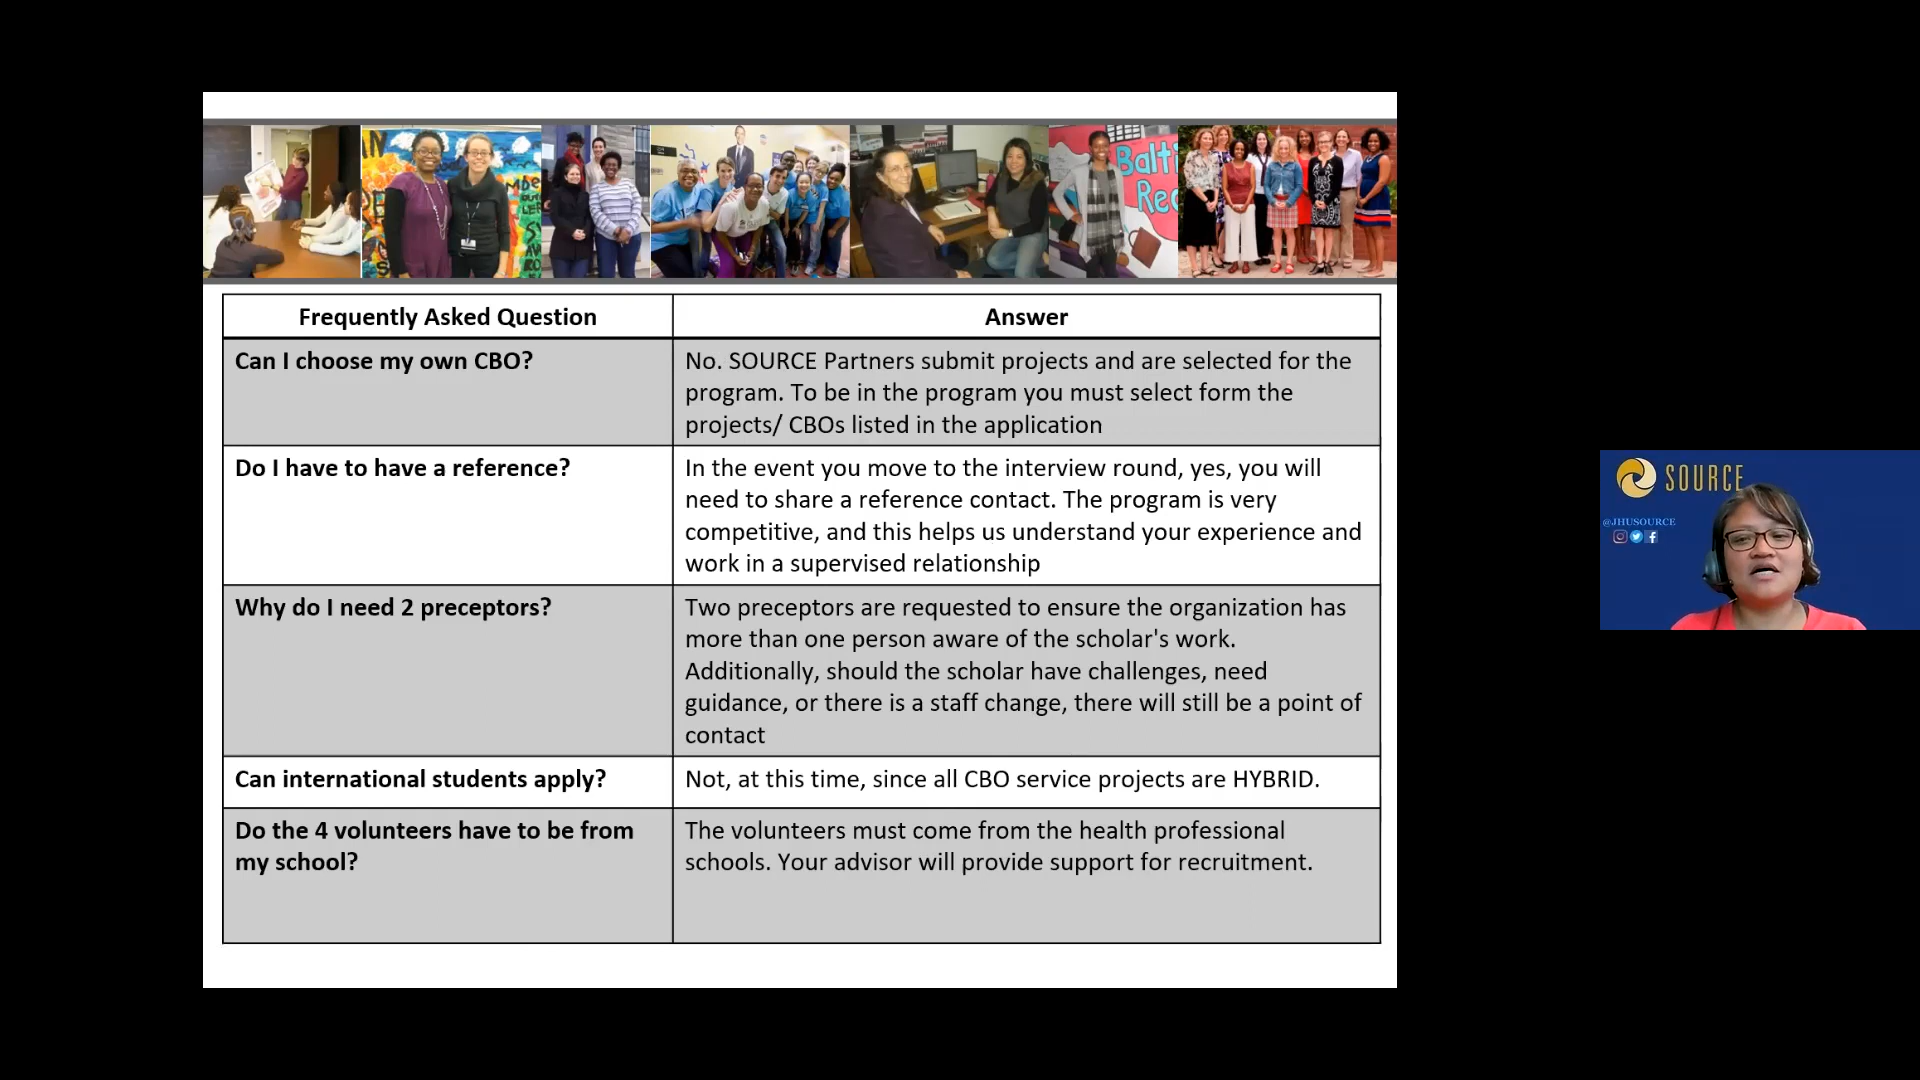 Balti
Rec
Frequently Asked Question
Answer
Can I choose my own CBO?
No. SOURCE Partners submit projects and are selected for the
program. To be in the program you must select form the
projects/ CBOs listed in the application
Do I have to have a reference?
In the event you move to the interview round, yes, you will
need to share a reference contact. The program is very
competitive, and this helps us understand your experience and
work in a supervised relationship
Why do I need 2 preceptors?
Two preceptors are requested to ensure the organization has
more than one person aware of the scholar's work.
Additionally, should the scholar have challenges, need
guidance, or there is a staff change, there will still be a point of
contact
Can international students apply?
Not, at this time, since all CBO service projects are HYBRID.
Do the 4 volunteers have to be from
my school?
The volunteers must come from the health professional
schools. Your advisor will provide support for recruitment.
SOURCE
@JHUSOURCE